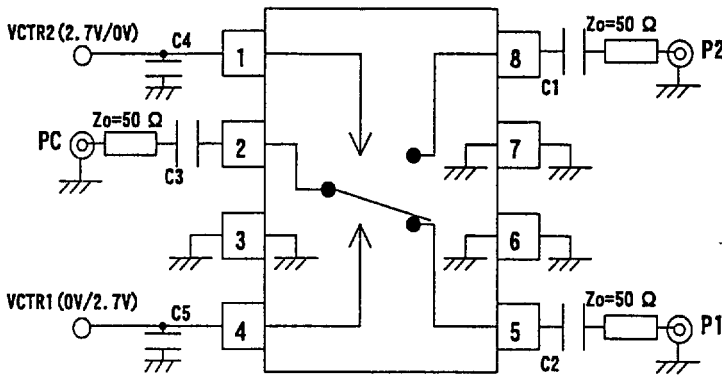 VCTR2(2.7V/0V)
C4
1
8
Zo=50 Ω
P2
C1
Zo=50 Ω
PC
C3
2
7
3
6
VCTR1(0V/2.7V)
C5
4
5
Zo=50 Ω
P1
C2